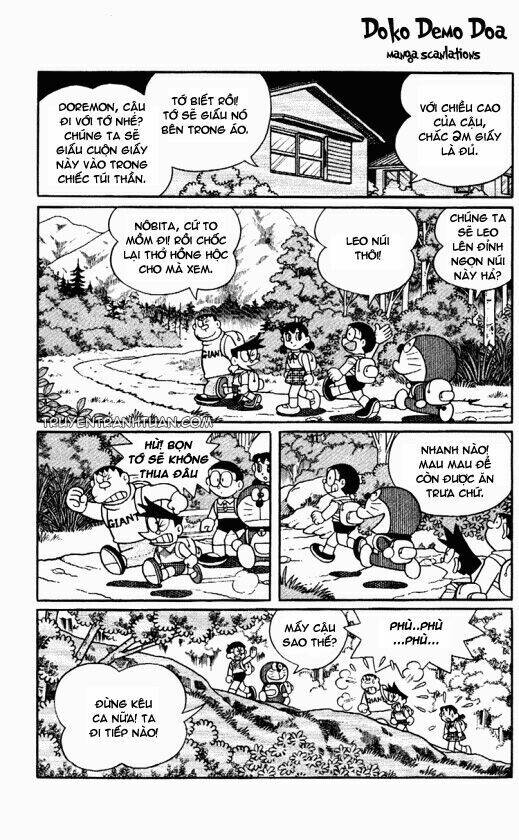 DOKO DEMO DOA
MANGA SCANLATIONS
DOREMON, CẬU
ĐI VỚI TỚ NHÉ?
CHÚNG TA SẼ
GIẤU CUỘN GIẤY
NÀY VÀO TRONG
CHIẾC TÚI THẦN.
TỚ BIẾT RỒI!
TỚ SẼ GIẤU NÓ
BÊN TRONG ÁO.
VỚI CHIỀU CAO
CỦA CẬU,
CHẮC 2M GIẤY
LÀ ĐỦ.
NÔBITA, CỨ TO
MỒM ĐI! RỒI CHỐC
LẠI THỞ HỒNG HỘC
CHO MÀ XEM.
LEO NÚI
THÔI!
CHÚNG TA
SẼ LEO
LÊN ĐỈNH
NGỌN NÚI
NÀY HẢ?
GIANT
TRUYENTRANHTUAN.COM
HỪ! BỌN
TỚ SẼ KHÔNG
THUA ĐÂU
GIANT
NHANH NÀO!
MAU MAU ĐỂ
CÒN ĐƯỢC ĂN
TRƯA CHỨ.
MẤY CẬU
SAO THẾ?
PHÙ..PHÙ
...PHÙ...
ĐỪNG KÊU
CA NỮA! TA
ĐI TIẾP NÀO!
GIANT